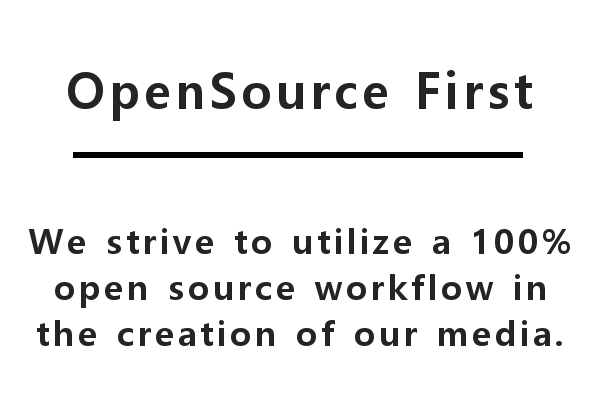 OpenSource First
We strive to utilize a 100%
open source workflow in
the creation of our media.